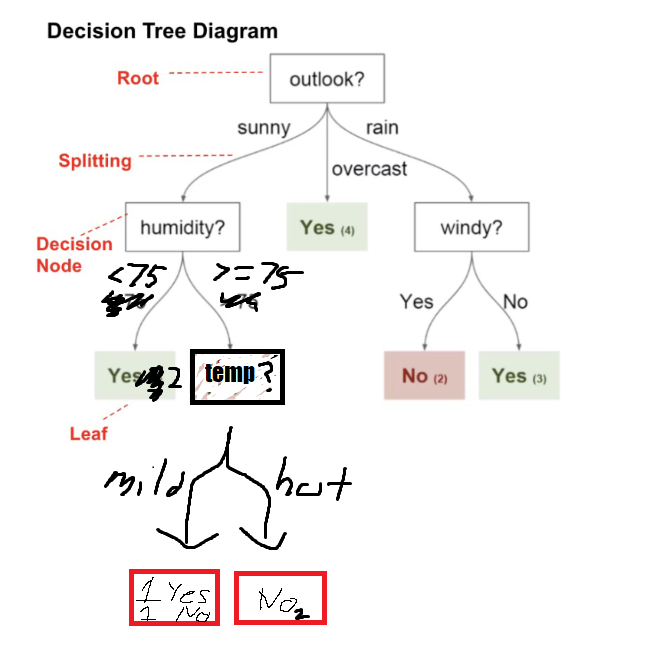 Decision Tree Diagram
Root
outlook?
sunny
rain
Splitting
overcast
humidity?
Yes (4)
windy?
Decision
Node
<75
>=75
Yes
No
Yes 2
temp?
No (2)
Yes (3)
Leaf
mild
hot
1 Yes
1 No
No 2